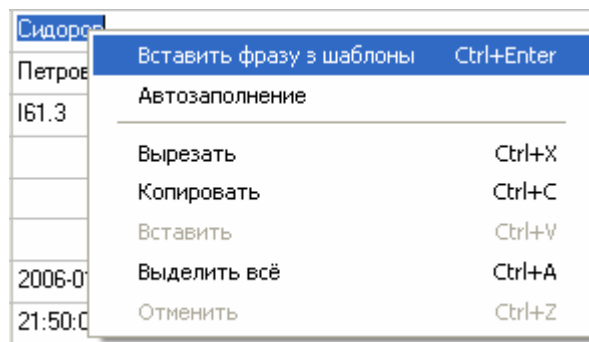 Сидоров
Вставить фразу в шаблоны Ctrl+Enter
Петров
Автозаполнение
I61.3
Вырезать Ctrl+X
Копировать Ctrl+C
Вставить Ctrl+V
Выделить всё Ctrl+A
2006-0
Отменить Ctrl+Z
21:50:0